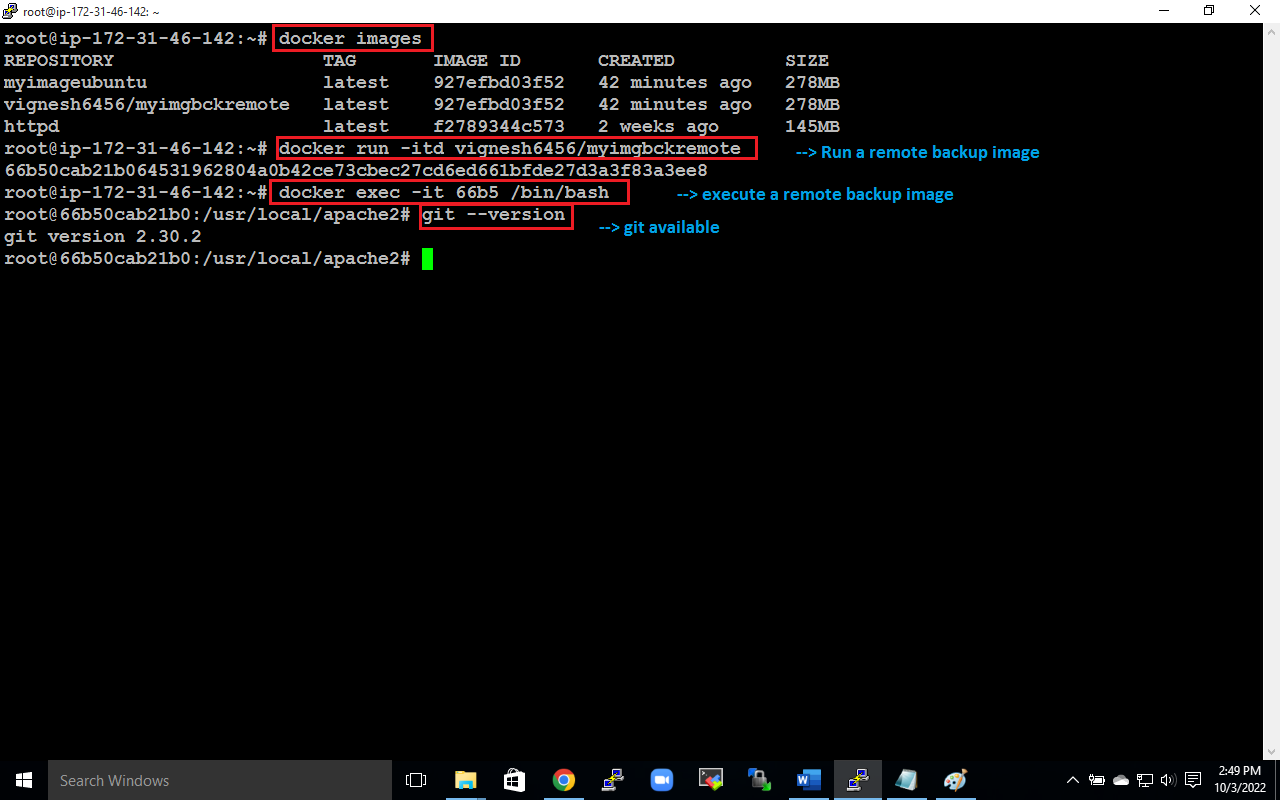 root@ip-172-31-46-142: ~
root@ip-172-31-46-142:~# docker images
REPOSITORY TAG IMAGE ID CREATED SIZE
myimageubuntu latest 927efbd03f52 42 minutes ago 278MB
vignesh6456/myimgbckremote latest 927efbd03f52 42 minutes ago 278MB
httpd latest f2789344c573 2 weeks ago 145MB
root@ip-172-31-46-142:~# docker run -itd vignesh6456/myimgbckremote --> Run a remote backup image
66b50cab21b064531962804a0b42ce73cbec27cd6ed661bfde27d3a3f83a3ee8
root@ip-172-31-46-142:~# docker exec -it 66b5 /bin/bash --> execute a remote backup image
root@66b50cab21b0:/usr/local/apache2# git --version --> git available
git version 2.30.2
root@66b50cab21b0:/usr/local/apache2#
Search Windows
2:49 PM
10/3/2022